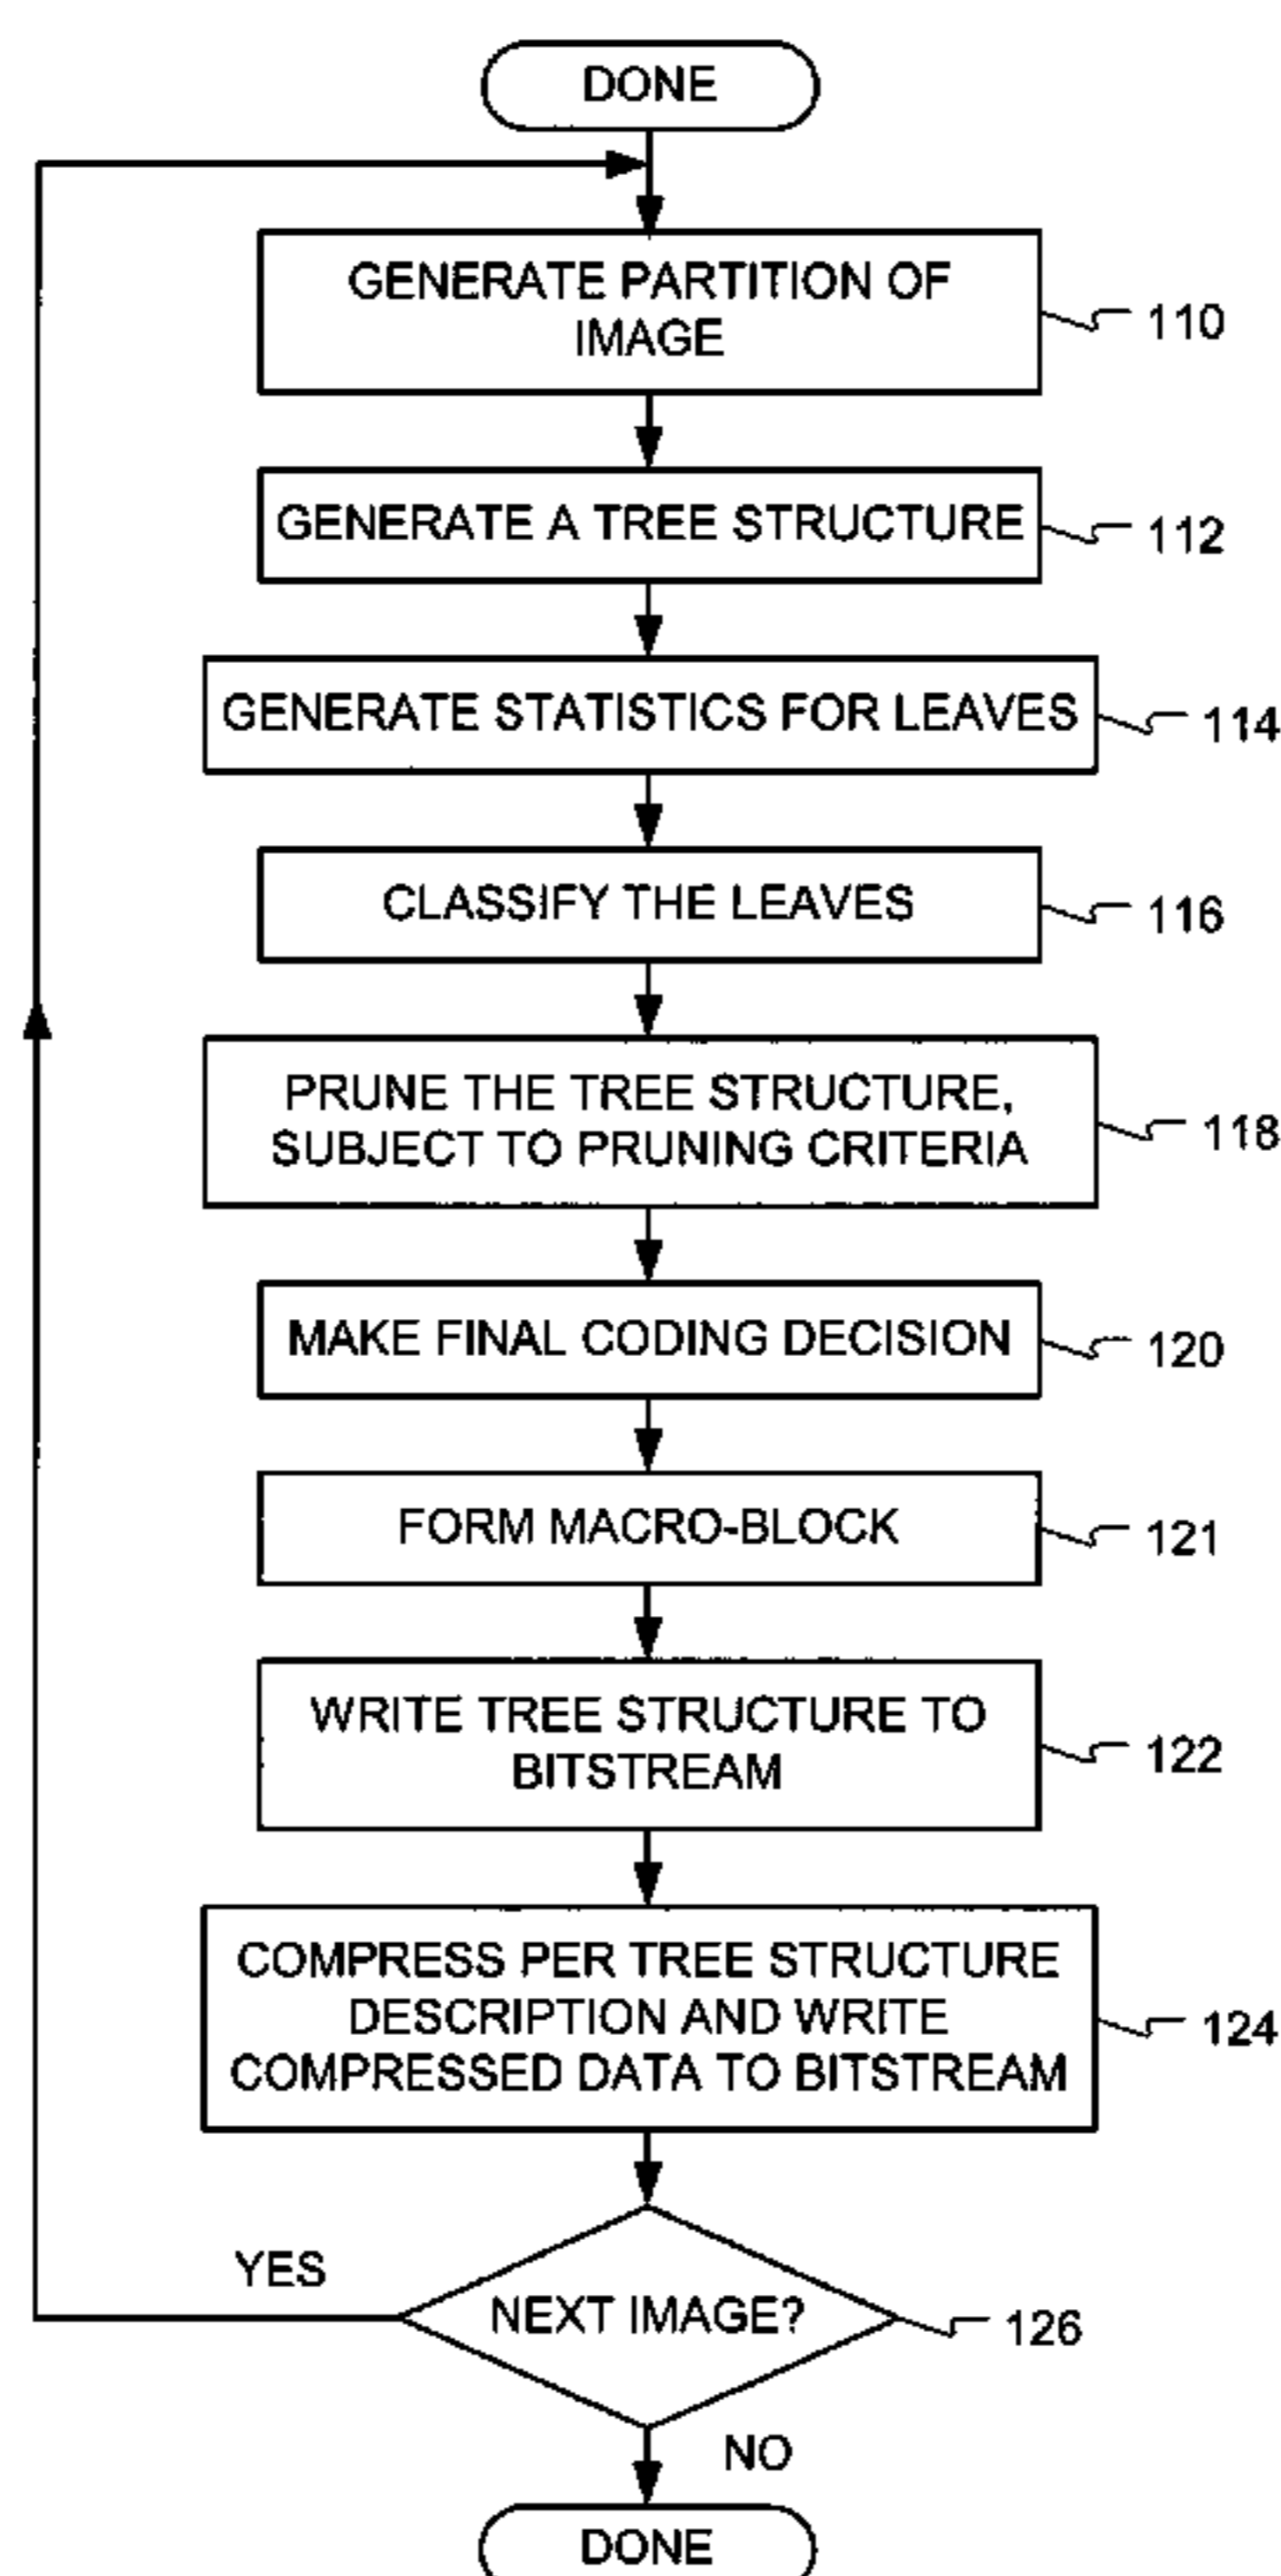 DONE
GENERATE PARTITION OF
IMAGE
110
GENERATE A TREE STRUCTURE
112
GENERATE STATISTICS FOR LEAVES
114
CLASSIFY THE LEAVES
116
PRUNE THE TREE STRUCTURE,
SUBJECT TO PRUNING CRITERIA
118
MAKE FINAL CODING DECISION
120
FORM MACRO-BLOCK
121
WRITE TREE STRUCTURE TO
BITSTREAM
122
COMPRESS PER TREE STRUCTURE
DESCRIPTION AND WRITE
COMPRESSED DATA TO BITSTREAM
124
YES
NEXT IMAGE?
126
NO
DONE